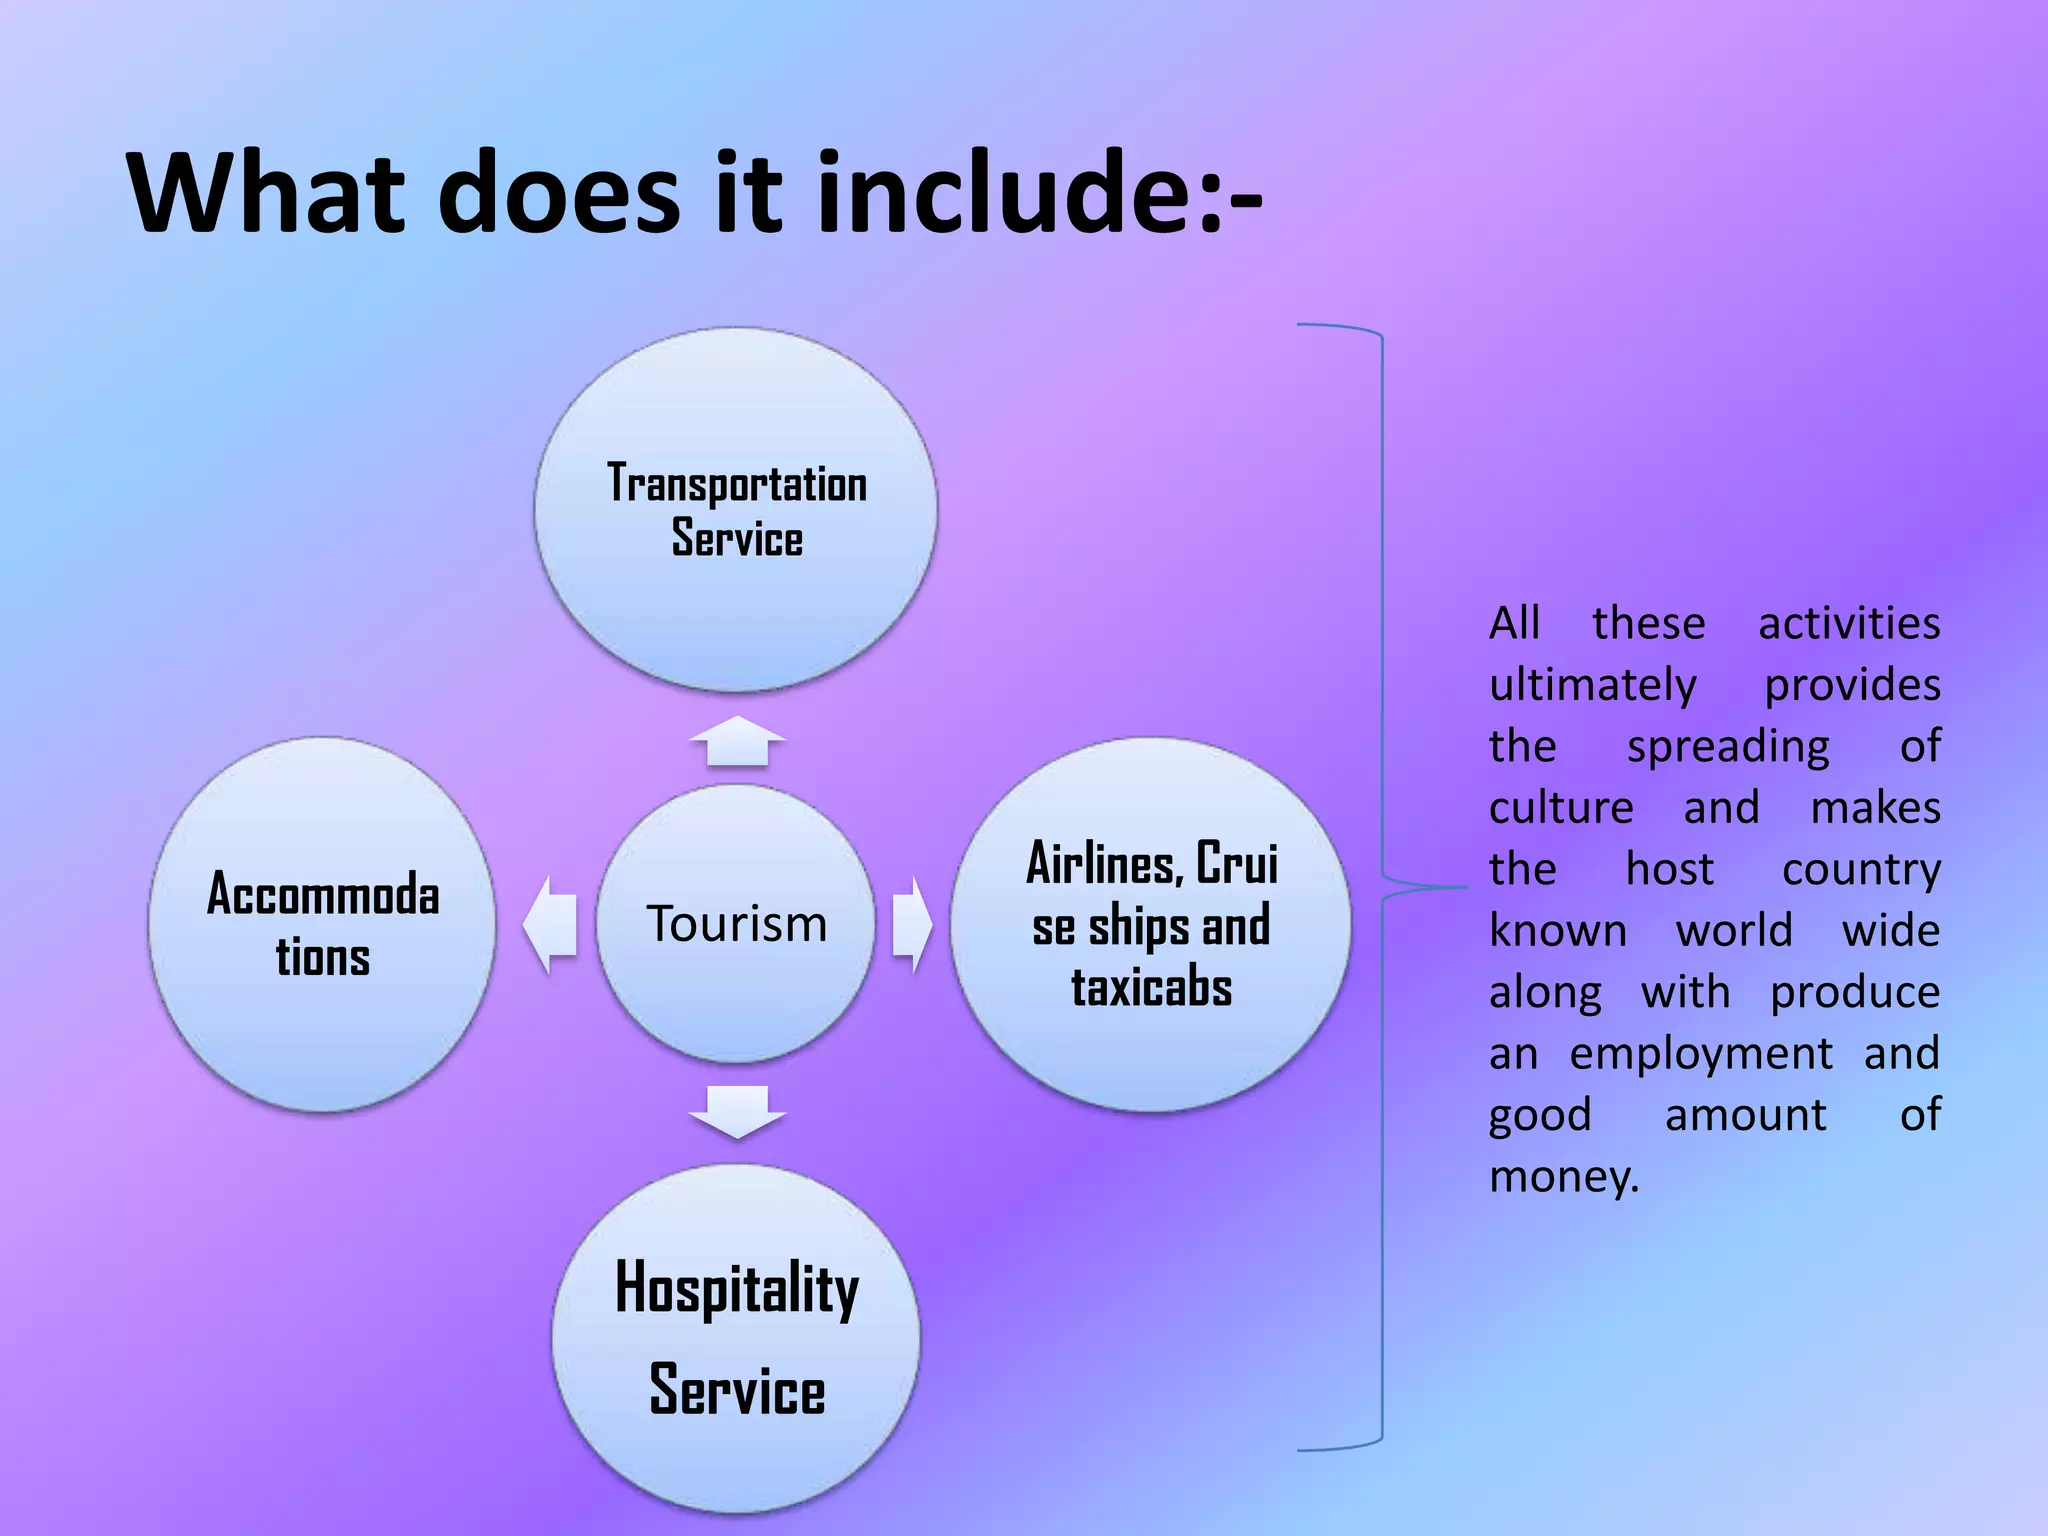 What does it include:-
Transportation
Service
Accommoda
tions
Tourism
Airlines, Crui
se ships and
taxicabs
Hospitality
Service
All these activities
ultimately provides
the spreading of
culture and makes
the host country
known world wide
along with produce
an employment and
good amount of
money.